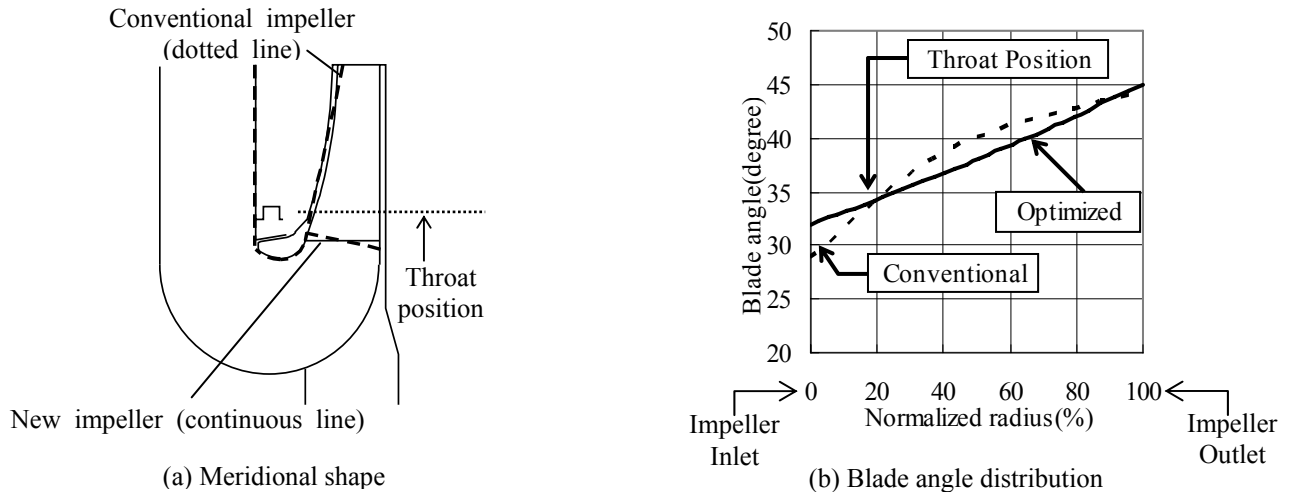 Conventional impeller
(dotted line)
Throat
position
New impeller (continuous line)
(a) Meridional shape
50
45
40
35
30
25
20
Blade angle(degree)
Throat Position
Optimized
Conventional
0 20 40 60 80 100
Normalized radius(%)
Impeller
Inlet
Impeller
Outlet
(b) Blade angle distribution